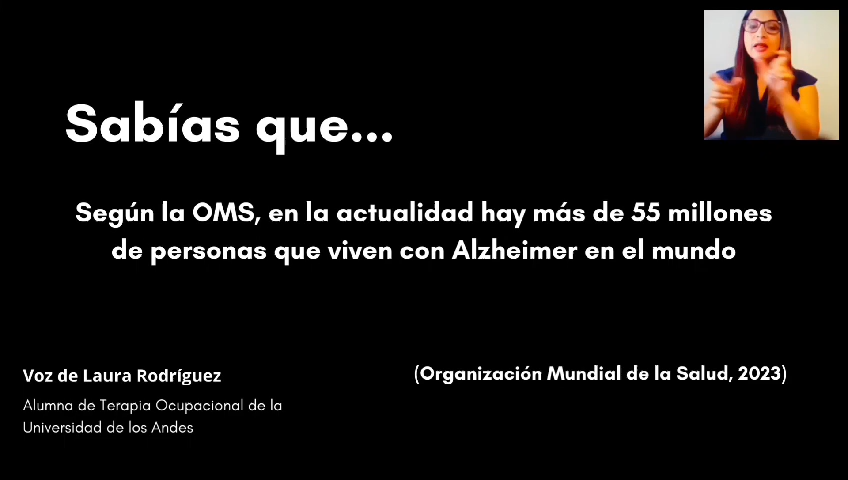 Sabías que...
Según la OMS, en la actualidad hay más de 55 millones
de personas que viven con Alzheimer en el mundo
Voz de Laura Rodríguez
Alumna de Terapia Ocupacional de la
Universidad de los Andes
(Organización Mundial de la Salud, 2023)